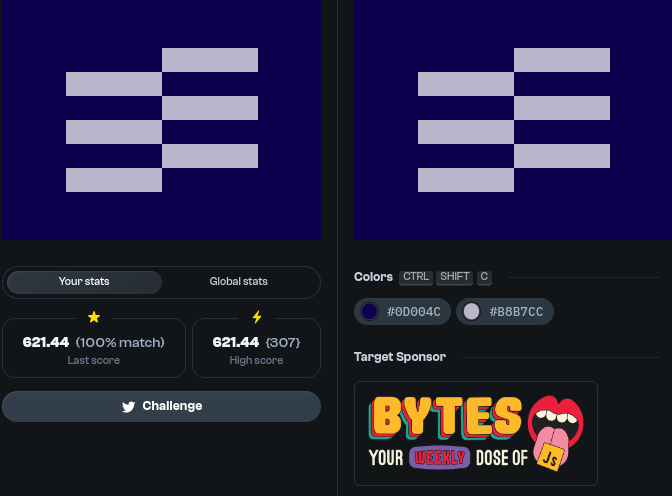 Your stats
Global stats
621.44 (100% match)
Last score
621.44 {307}
High score
Challenge
Colors CTRL SHIFT C
#0D004C
#B8B7CC
Target Sponsor
BYTES
YOUR WEEKLY DOSE OF JS